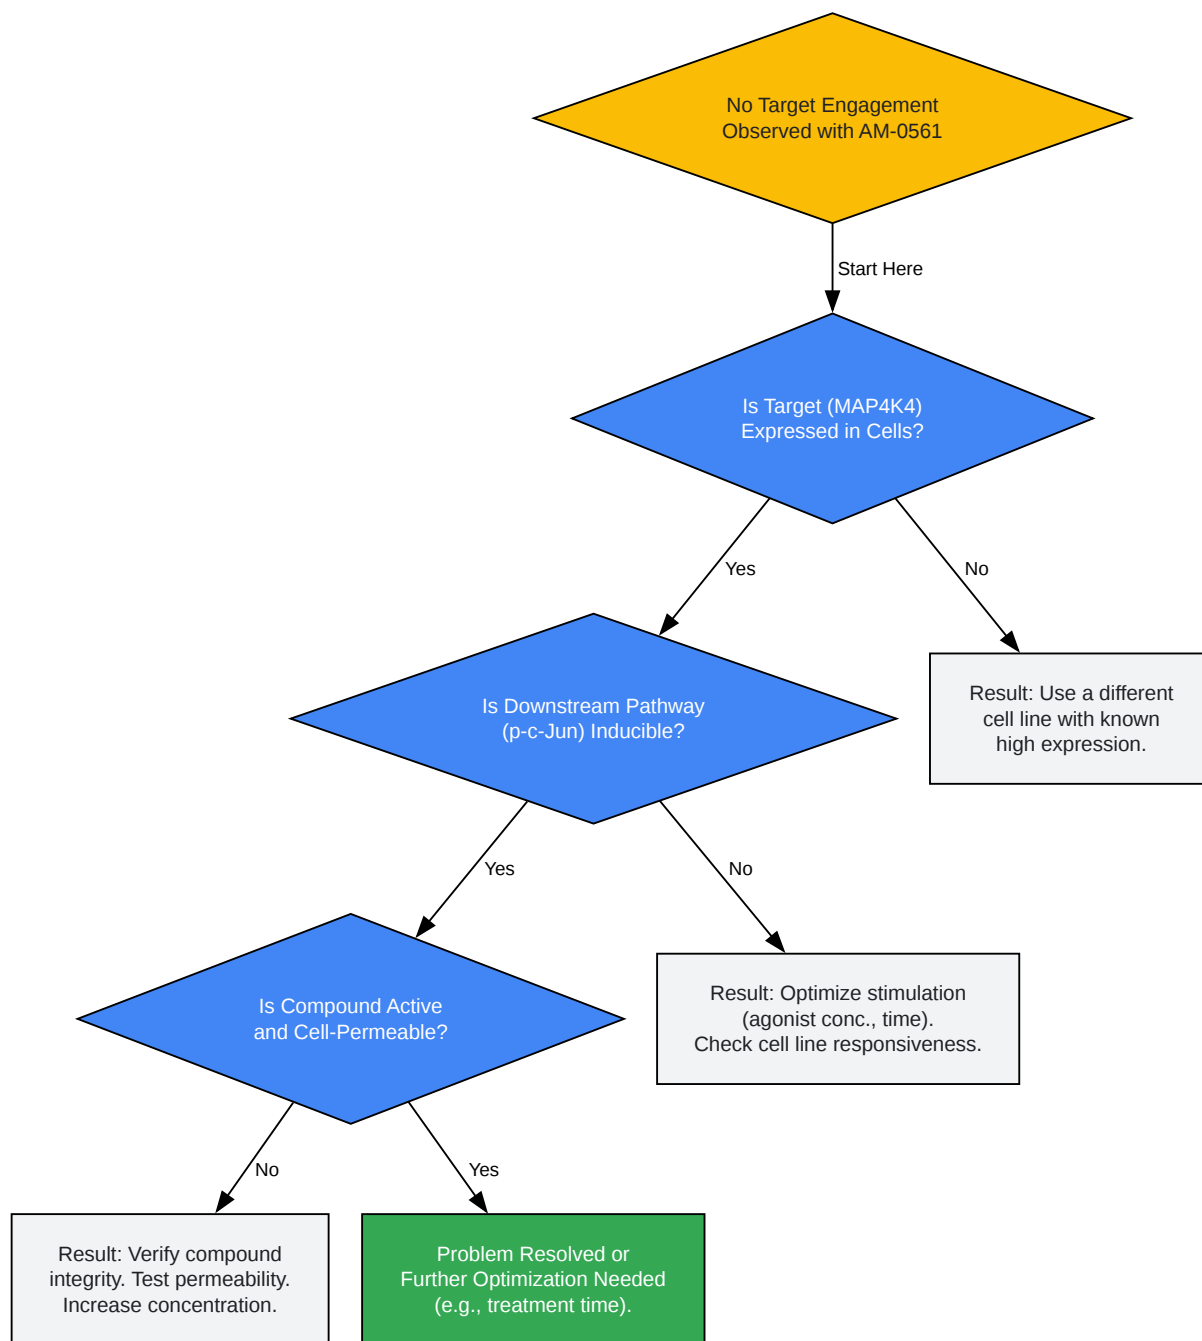 No Target Engagement
Observed with AM-0561
Start Here
Is Target (MAP4K4)
Expressed in Cells?
Yes
No
Is Downstream Pathway
(p-c-Jun) Inducible?
Result: Use a different
cell line with known
high expression.
Yes
No
Is Compound Active
and Cell-Permeable?
Result: Optimize stimulation
(agonist conc., time).
Check cell line responsiveness.
No
Yes
Result: Verify compound
integrity. Test permeability.
Increase concentration.
Problem Resolved or
Further Optimization Needed
(e.g., treatment time).